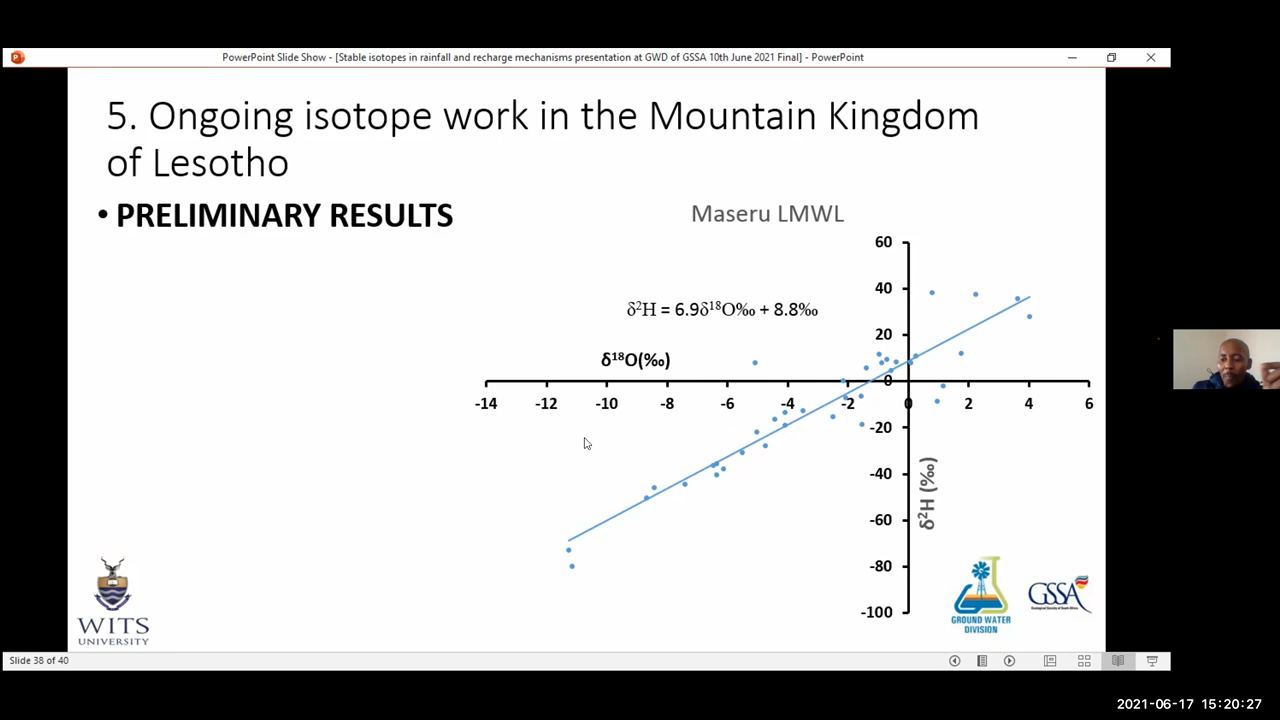 PowerPoint Slide Show - [Stable isotopes in rainfall and recharge mechanisms presentation at GWD of GSSA 10th June 2021 Final] - PowerPoint
5. Ongoing isotope work in the Mountain Kingdom
of Lesotho
• PRELIMINARY RESULTS
Maseru LMWL
60
40
δ²H = 6.9δ¹⁸O‰ + 8.8‰
20
δ¹⁸O(‰)
0
-14 -12 -10 -8 -6 -4 -2 0 2 4 6
-20
-40
δ²H (‰)
-60
-80
-100
WITS
UNIVERSITY
GROUND WATER
DIVISION
GSSA
Slide 38 of 40
2021-06-17 15:20:27